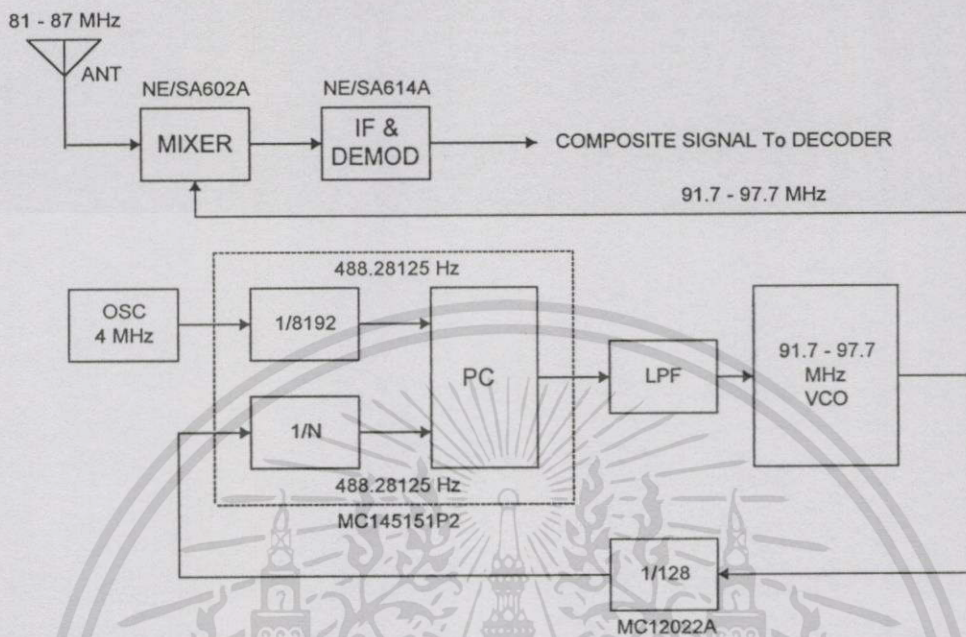 81 - 87 MHz
ANT
NE/SA602A
NE/SA614A
MIXER
IF &
DEMOD
COMPOSITE SIGNAL To DECODER
91.7 - 97.7 MHz
488.28125 Hz
OSC
4 MHz
1/8192
PC
LPF
91.7 - 97.7
MHz
VCO
1/N
488.28125 Hz
MC145151P2
1/128
MC12022A